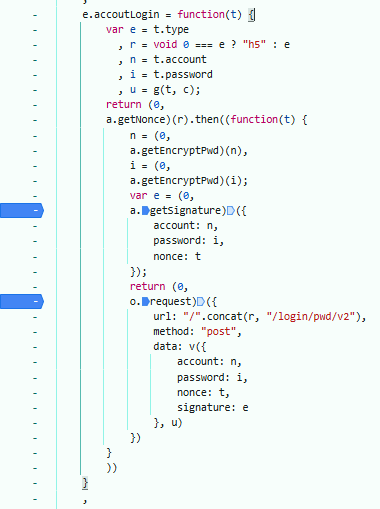 e.accoutLogin = function(t) {
var e = t.type
, r = void 0 === e ? "h5" : e
, n = t.account
, i = t.password
, u = g(t, c);
return (0,
a.getNonce)(r).then((function(t) {
n = (0,
a.getEncryptPwd)(n),
i = (0,
a.getEncryptPwd)(i);
var e = (0,
a.getSignature)({
account: n,
password: i,
nonce: t
});
return (0,
o.request)({
url: "/".concat(r, "/login/pwd/v2"),
method: "post",
data: v({
account: n,
password: i,
nonce: t,
signature: e
}, u)
})
}
))
}
,